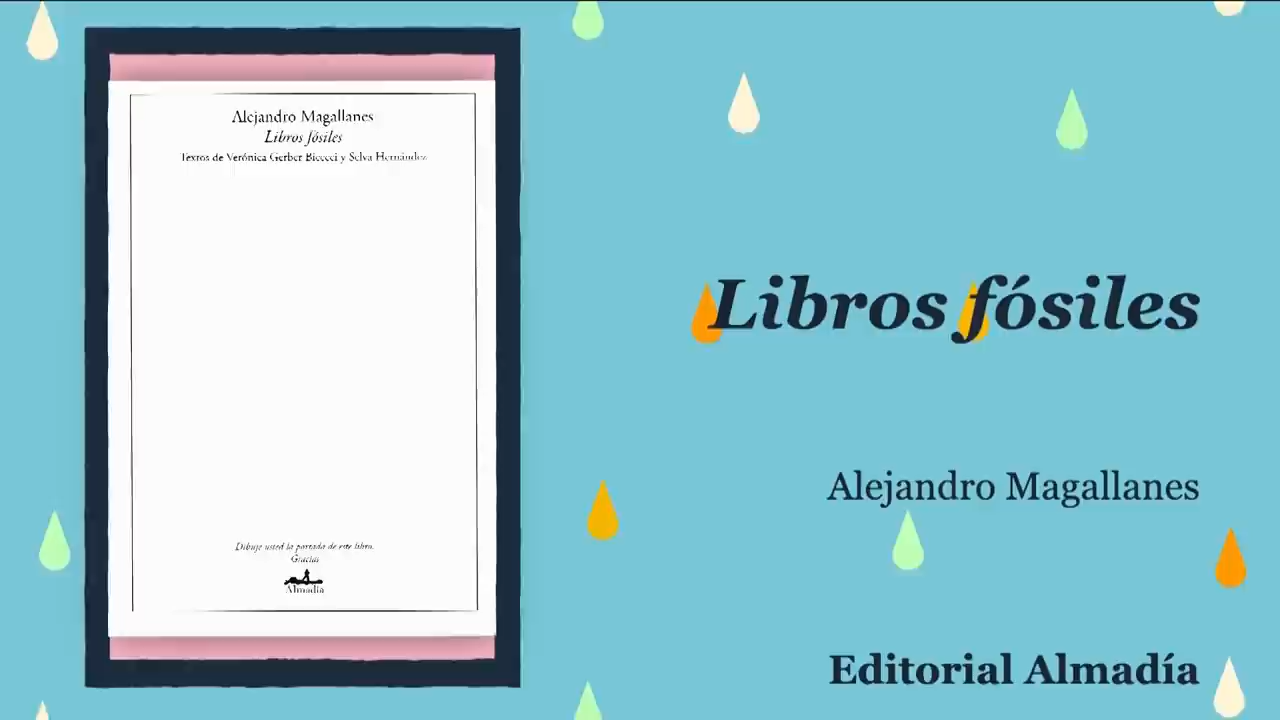 Alejandro Magallanes
Libros fósiles
Textos de Verónica Gerber Bicecci y Selva Hernández
Dibuje usted la portada de este libro.
Gracias
Almadía
Libros fósiles
Alejandro Magallanes
Editorial Almadía